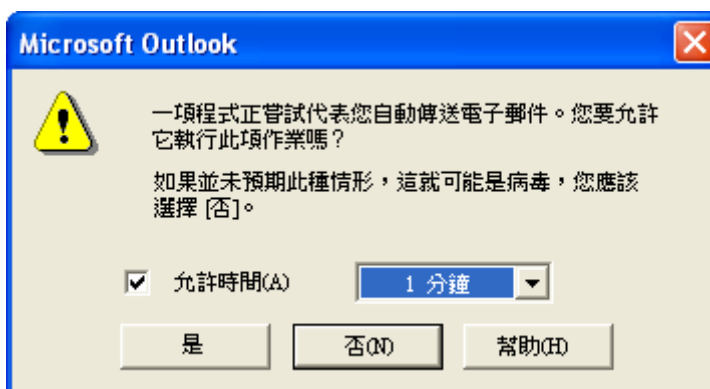 Microsoft Outlook
一項程式正嘗試代表您自動傳送電子郵件。您要允許
它執行此項作業嗎？
如果並未預期此種情形，這就可能是病毒，您應該
選擇 [否]。
允許時間(A) 1 分鐘
是 否(N) 幫助(H)